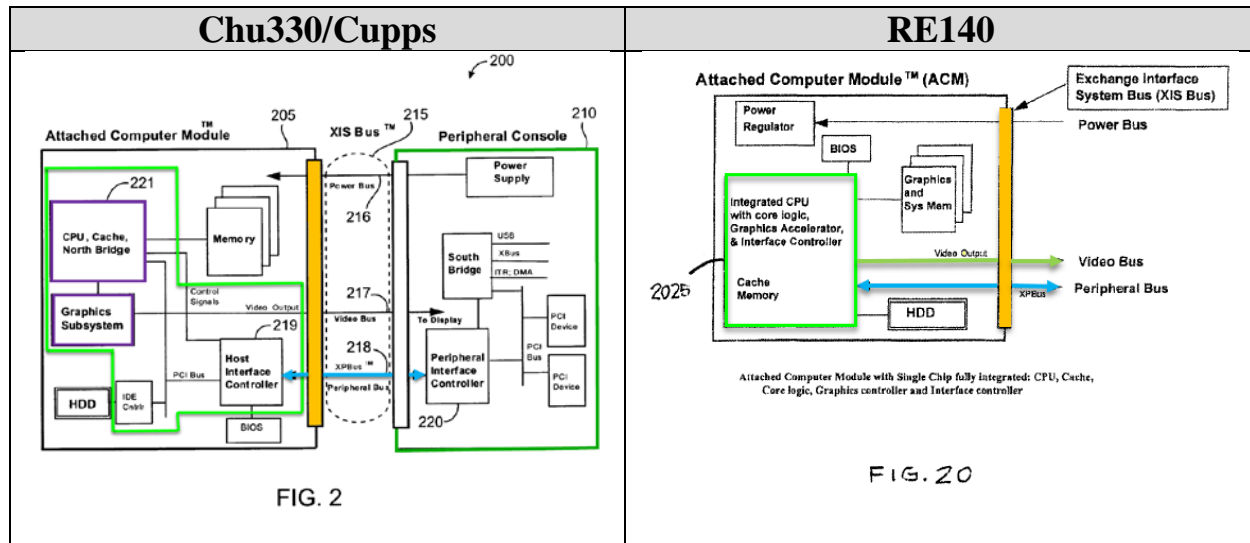 Chu330/Cupps
200
Attached Computer Module™
205
XIS Bus™
215
Peripheral Console
210
221
CPU, Cache,
North Bridge
Memory
Power Bus
216
Power
Supply
USB
XBus
ITR; DMA
South
Bridge
Control
Signals
Graphics
Subsystem
Video Output
217
Video Bus
To Display
219
Host
Interface
Controller
PCI Bus
218
XPBus™
Peripheral Bus
Peripheral
Interface
Controller
220
PCI
Bus
PCI
Device
PCI
Device
HDD
IDE
Cntlr
BIOS
FIG. 2
RE140
Attached Computer Module™ (ACM)
Exchange Interface
System Bus (XIS Bus)
Power
Regulator
Power Bus
BIOS
Graphics
and
Sys Mem
Integrated CPU
with core logic,
Graphics Accelerator,
& Interface Controller
Cache
Memory
2025
Video Output
Video Bus
XPBus
Peripheral Bus
HDD
Attached Computer Module with Single Chip fully integrated: CPU, Cache,
Core logic, Graphics controller and Interface controller
FIG. 20